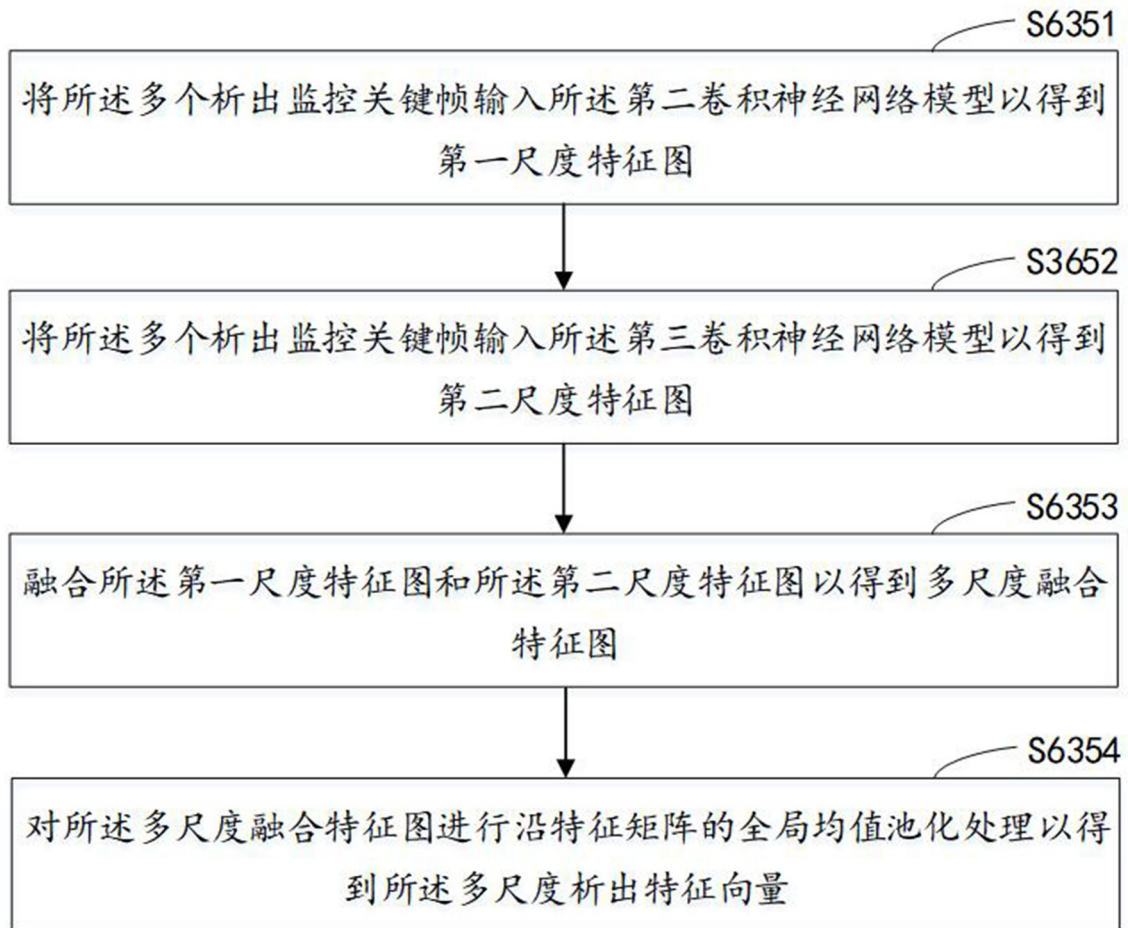 S6351
将所述多个析出监控关键帧输入所述第二卷积神经网络模型以得到
第一尺度特征图
S3652
将所述多个析出监控关键帧输入所述第三卷积神经网络模型以得到
第二尺度特征图
S6353
融合所述第一尺度特征图和所述第二尺度特征图以得到多尺度融合
特征图
S6354
对所述多尺度融合特征图进行沿特征矩阵的全局均值池化处理以得
到所述多尺度析出特征向量